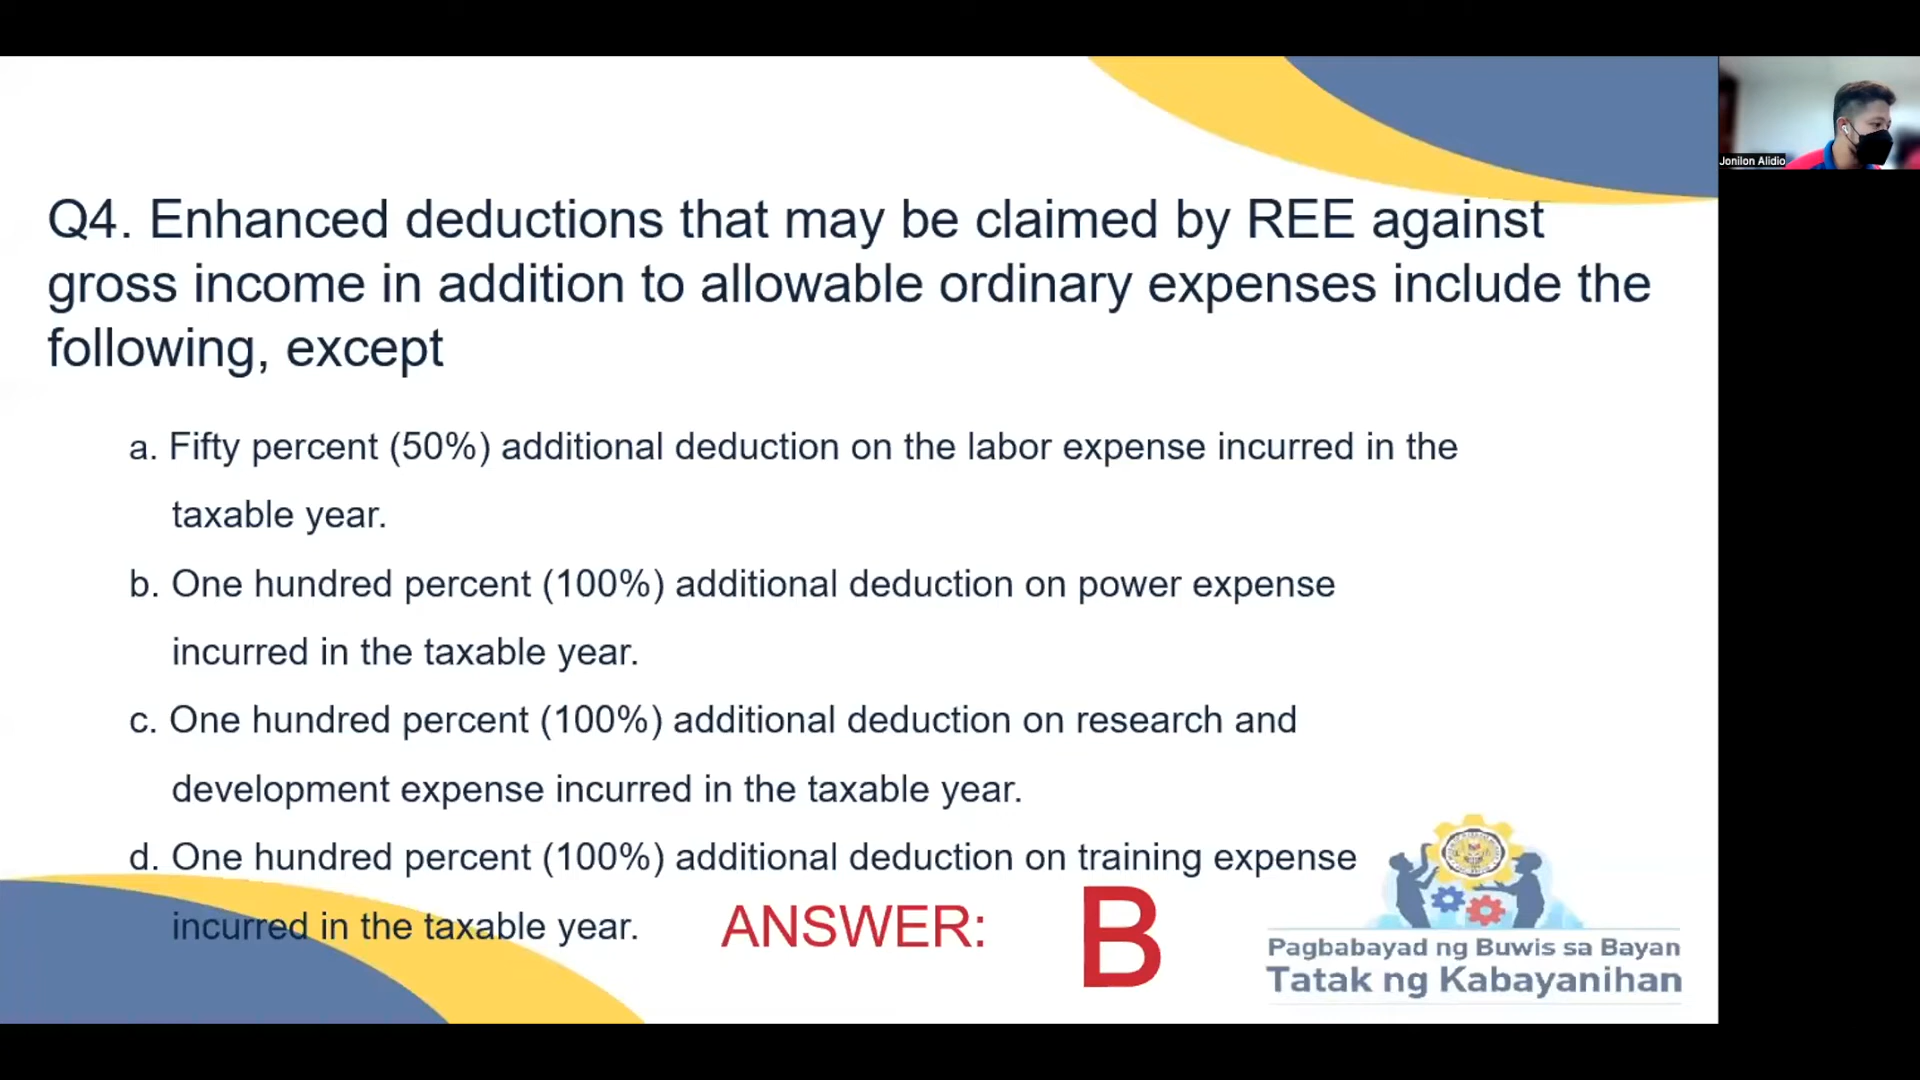 Jonilon Alidio
Q4. Enhanced deductions that may be claimed by REE against
gross income in addition to allowable ordinary expenses include the
following, except
a. Fifty percent (50%) additional deduction on the labor expense incurred in the
taxable year.
b. One hundred percent (100%) additional deduction on power expense
incurred in the taxable year.
c. One hundred percent (100%) additional deduction on research and
development expense incurred in the taxable year.
d. One hundred percent (100%) additional deduction on training expense
incurred in the taxable year.
ANSWER: B
Pagbabayad ng Buwis sa Bayan
Tatak ng Kabayanihan